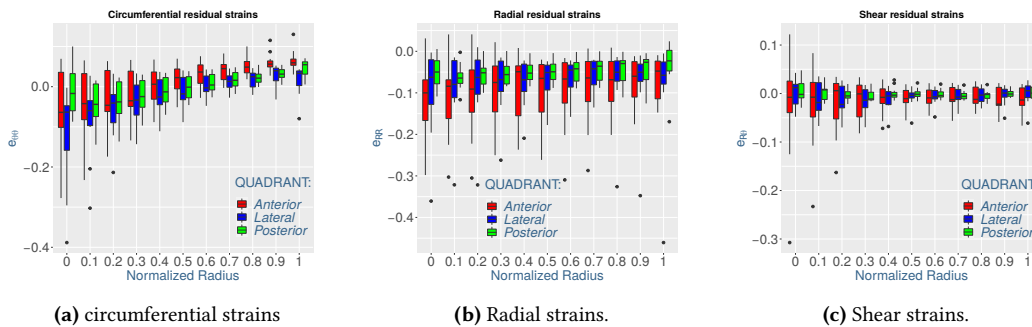 Circumferential residual strains
0.0
−0.2
−0.4
eθθ
QUADRANT:
Anterior
Lateral
Posterior
0 0.1 0.2 0.3 0.4 0.5 0.6 0.7 0.8 0.9 1
Normalized Radius
(a) circumferential strains
Radial residual strains
0.0
−0.1
−0.2
−0.3
−0.4
eRR
QUADRANT:
Anterior
Lateral
Posterior
0 0.1 0.2 0.3 0.4 0.5 0.6 0.7 0.8 0.9 1
Normalized Radius
(b) Radial strains.
Shear residual strains
0.1
0.0
−0.1
−0.2
−0.3
eRθ
QUADRANT
Anterior
Lateral
Posterior
0 0.1 0.2 0.3 0.4 0.5 0.6 0.7 0.8 0.9 1
Normalized Radius
(c) Shear strains.